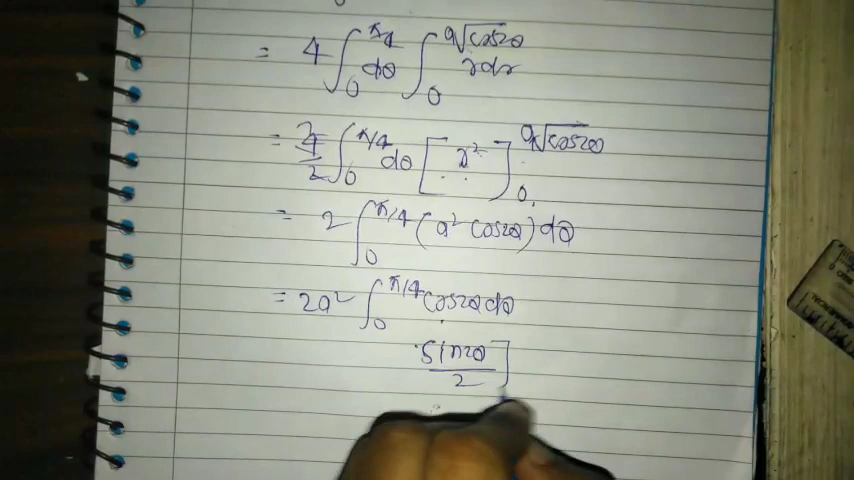 = 4 ∫₀^π/4 dθ ∫₀^a√cos2θ r dr
= 4/2 ∫₀^π/4 dθ [r²]₀^a√cos2θ
= 2 ∫₀^π/4 (a² cos2θ) dθ
= 2a² ∫₀^π/4 cos2θ dθ
sin2θ/2 ]